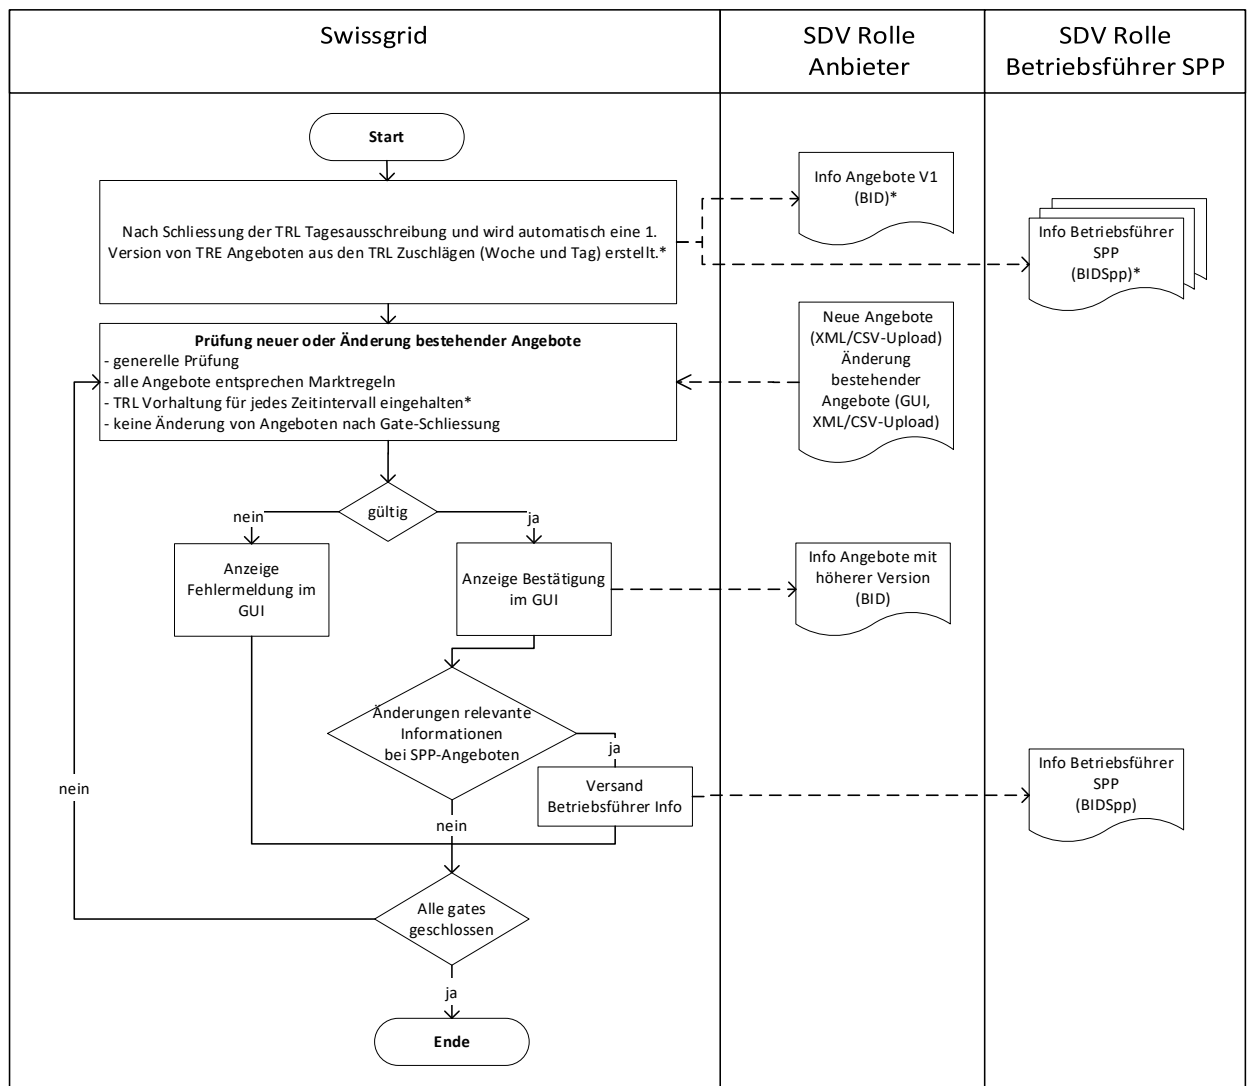 Swissgrid
SDV Rolle
Anbieter
SDV Rolle
Betriebsführer SPP
Start
Info Angebote V1
(BID)*
Nach Schliessung der TRL Tagesausschreibung und wird automatisch eine 1.
Version von TRE Angeboten aus den TRL Zuschlägen (Woche und Tag) erstellt.*
Info Betriebsführer
SPP
(BIDSpp)*
Prüfung neuer oder Änderung bestehender Angebote
- generelle Prüfung
- alle Angebote entsprechen Marktregeln
- TRL Vorhaltung für jedes Zeitintervall eingehalten*
- keine Änderung von Angeboten nach Gate-Schliessung
Neue Angebote
(XML/CSV-Upload)
Änderung
bestehender
Angebote (GUI,
XML/CSV-Upload)
gültig
nein
ja
Anzeige
Fehlermeldung im
GUI
Anzeige Bestätigung
im GUI
Info Angebote mit
höherer Version
(BID)
Änderungen relevante
Informationen
bei SPP-Angeboten
ja
Versand
Betriebsführer Info
Info Betriebsführer
SPP
(BIDSpp)
nein
nein
Alle gates
geschlossen
ja
Ende